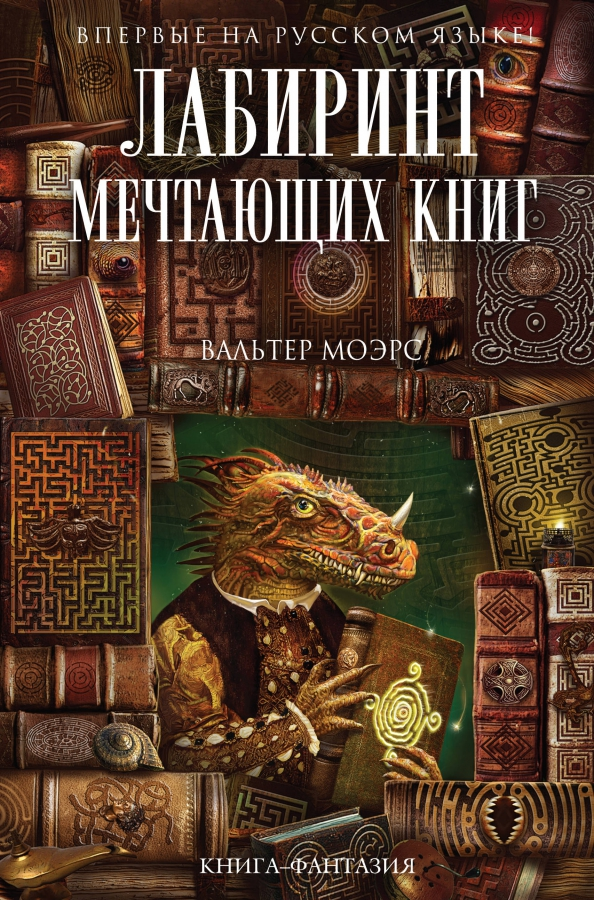 ВПЕРВЫЕ НА РУССКОМ ЯЗЫКЕ!
ЛАБИРИНТ
МЕЧТАЮЩИХ КНИГ
ВАЛЬТЕР МОЭРС
КНИГА-ФАНТАЗИЯ